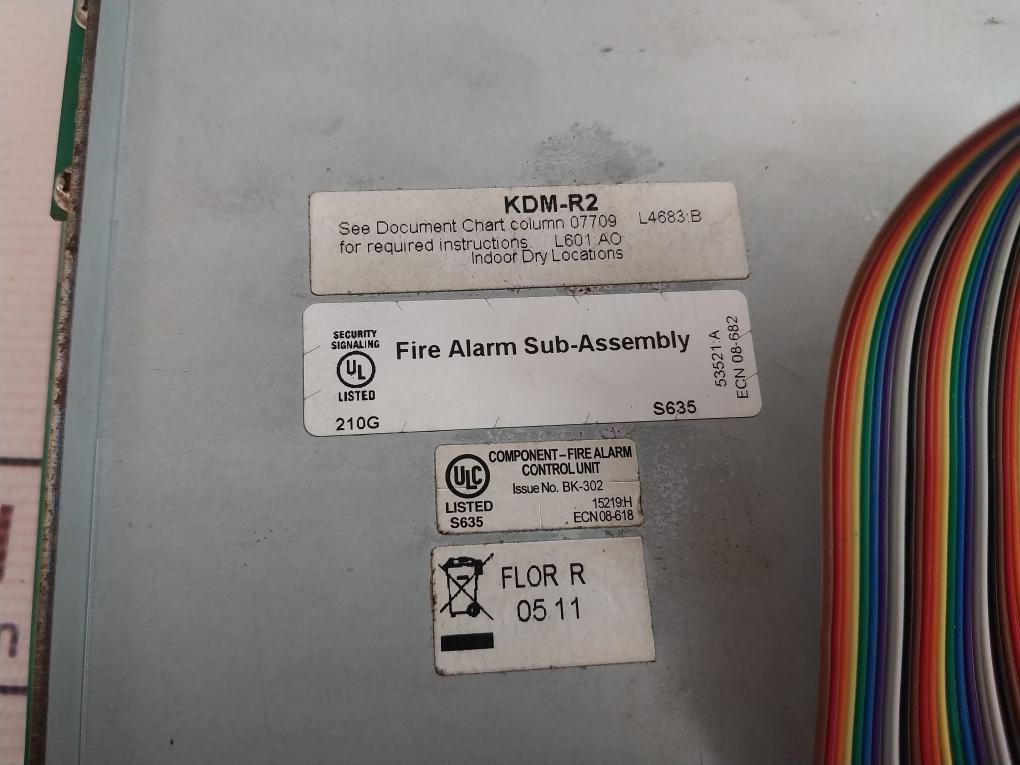 KDM-R2
See Document Chart column 07709 L4683:B
for required instructions L601:AO
Indoor Dry Locations
SECURITY
SIGNALING
UL
LISTED
210G
Fire Alarm Sub-Assembly
S635
53521:A
ECN 08-682
ULC
LISTED
S635
COMPONENT – FIRE ALARM
CONTROL UNIT
Issue No. BK-302
15219:H
ECN 08-618
FLOR R
05 11